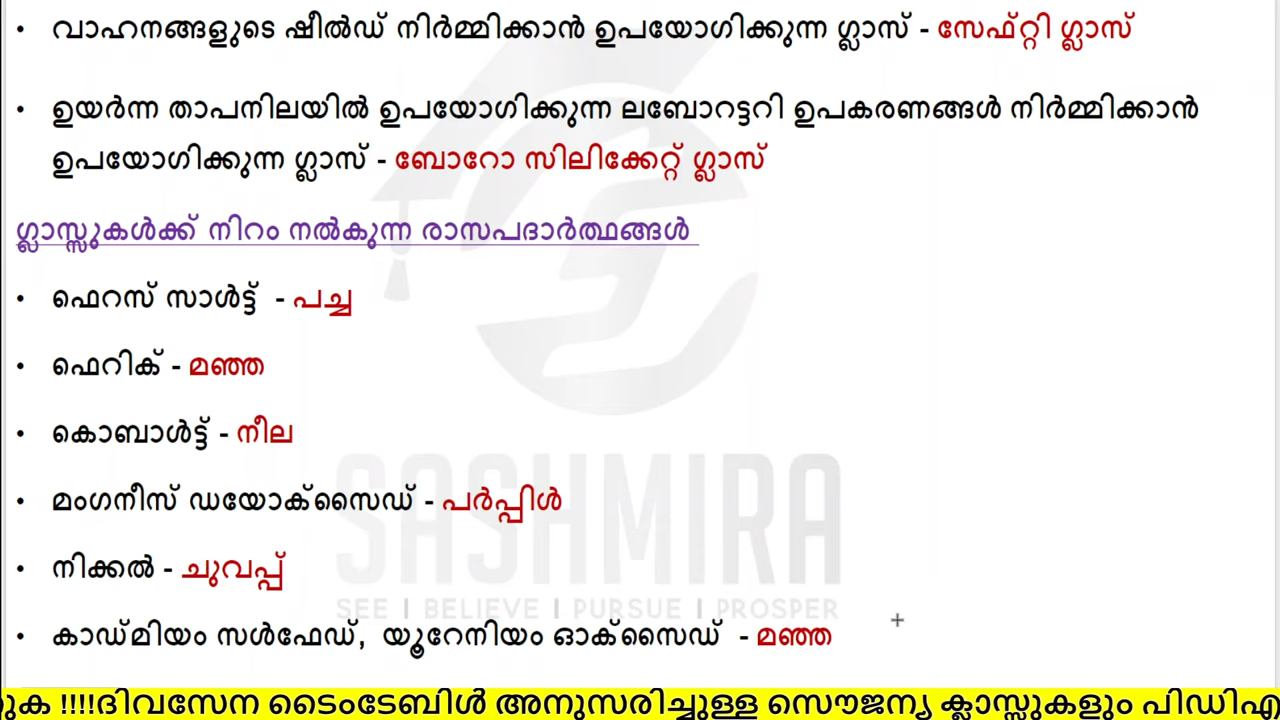 • വാഹനങ്ങളുടെ ഷീൽഡ് നിർമ്മിക്കാൻ ഉപയോഗിക്കുന്ന ഗ്ലാസ് - സേഫ്റ്റി ഗ്ലാസ്
• ഉയർന്ന താപനിലയിൽ ഉപയോഗിക്കുന്ന ലബോറട്ടറി ഉപകരണങ്ങൾ നിർമ്മിക്കാൻ
ഉപയോഗിക്കുന്ന ഗ്ലാസ് - ബോറോ സിലിക്കേറ്റ് ഗ്ലാസ്
ഗ്ലാസ്സുകൾക്ക് നിറം നൽകുന്ന രാസപദാർത്ഥങ്ങൾ
• ഫെറസ് സാൾട്ട് - പച്ച
• ഫെറിക് - മഞ്ഞ
• കൊബാൾട്ട് - നീല
• മംഗനീസ് ഡയോക്സൈഡ് - പർപ്പിൾ
• നിക്കൽ - ചുവപ്പ്
SASHMIRA
SEE | BELIEVE | PURSUE | PROSPER
• കാഡ്മിയം സൾഫേഡ്, യൂറേനിയം ഓക്സൈഡ് - മഞ്ഞ
!!!!ദിവസേന ടൈംടേബിൾ അനുസരിച്ചുള്ള സൌജന്യ ക്ലാസ്സുകളും